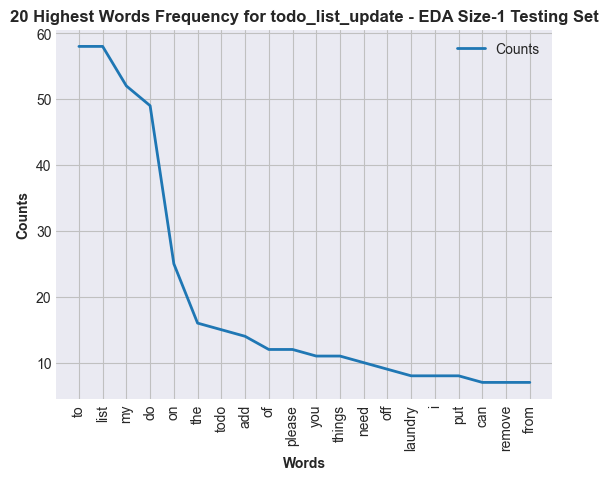 20 Highest Words Frequency for todo_list_update - EDA Size-1 Testing Set
Counts
60
50
40
30
20
10
Counts
to
list
my
do
on
the
todo
add
of
please
you
things
need
off
laundry
i
put
can
remove
from
Words